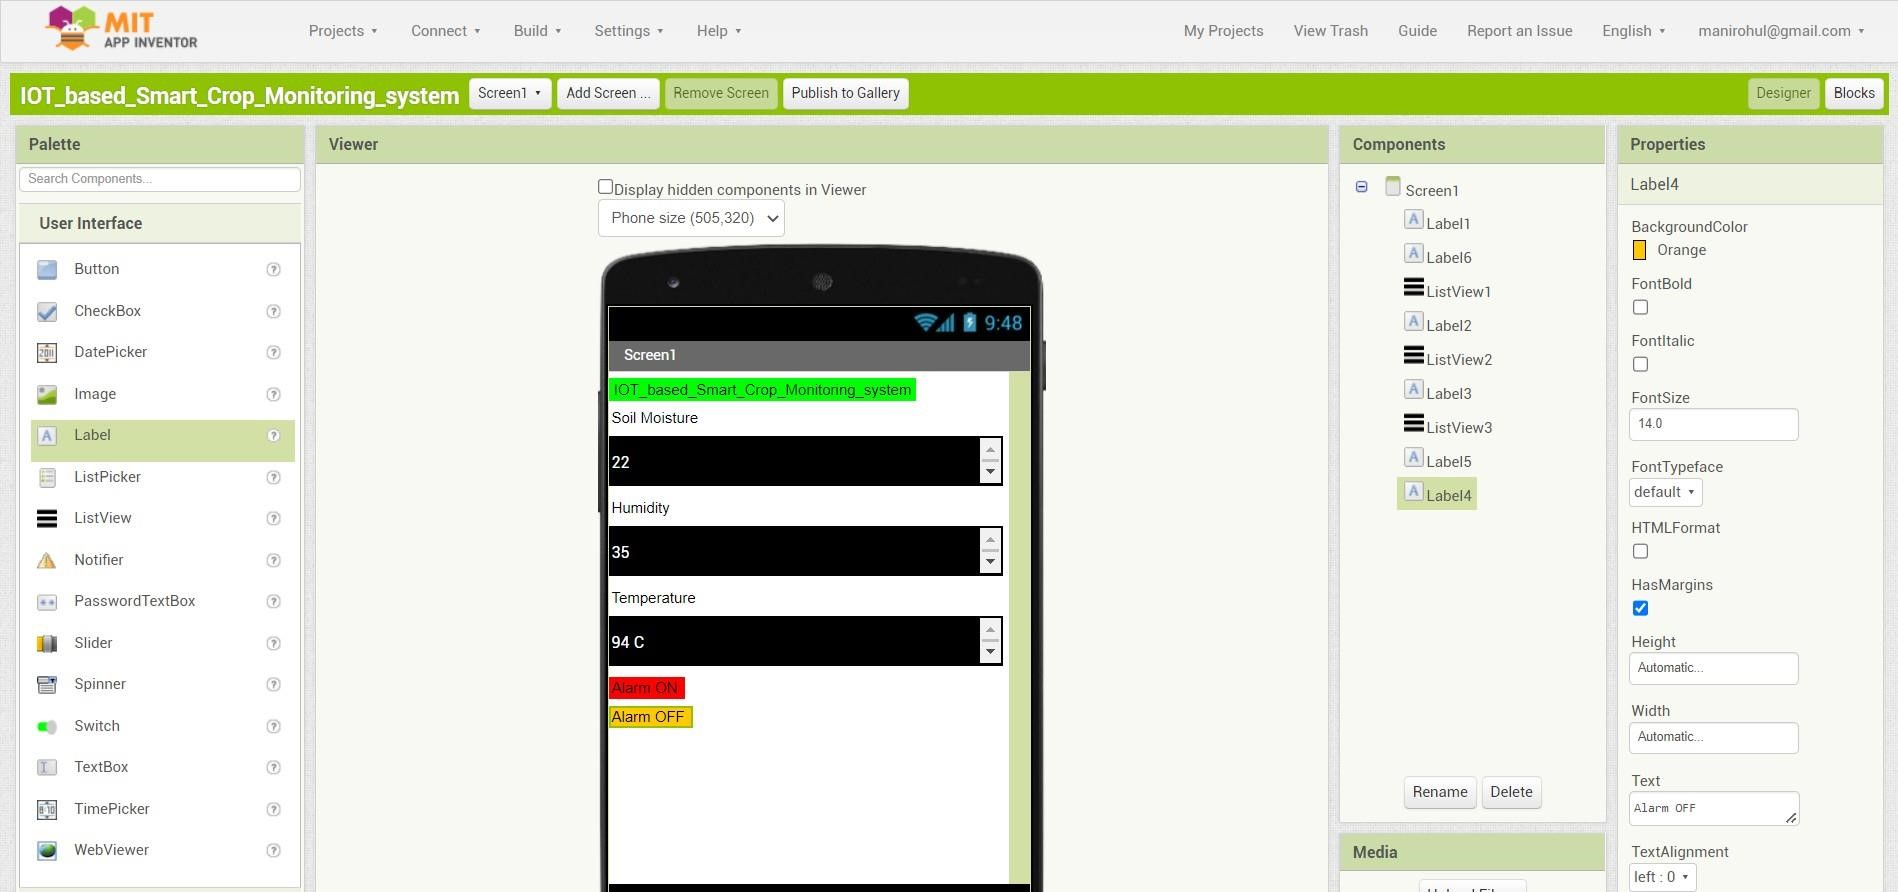 MIT
APP INVENTOR
Projects
Connect
Build
Settings
Help
My Projects
View Trash
Guide
Report an Issue
English
manirohul@gmail.com
IOT_based_Smart_Crop_Monitoring_system
Screen1
Add Screen ...
Remove Screen
Publish to Gallery
Designer
Blocks
Palette
Search Components...
User Interface
Button
CheckBox
DatePicker
Image
Label
ListPicker
ListView
Notifier
PasswordTextBox
Slider
Spinner
Switch
TextBox
TimePicker
WebViewer
Viewer
Display hidden components in Viewer
Phone size (505,320)
9:48
Screen1
IOT_based_Smart_Crop_Monitoring_system
Soil Moisture
22
Humidity
35
Temperature
94 C
Alarm ON
Alarm OFF
Components
Screen1
Label1
Label6
ListView1
Label2
ListView2
Label3
ListView3
Label5
Label4
Rename
Delete
Media
Properties
Label4
BackgroundColor
Orange
FontBold
FontItalic
FontSize
14.0
FontTypeface
default
HTMLFormat
HasMargins
Height
Automatic...
Width
Automatic...
Text
Alarm OFF
TextAlignment
left : 0